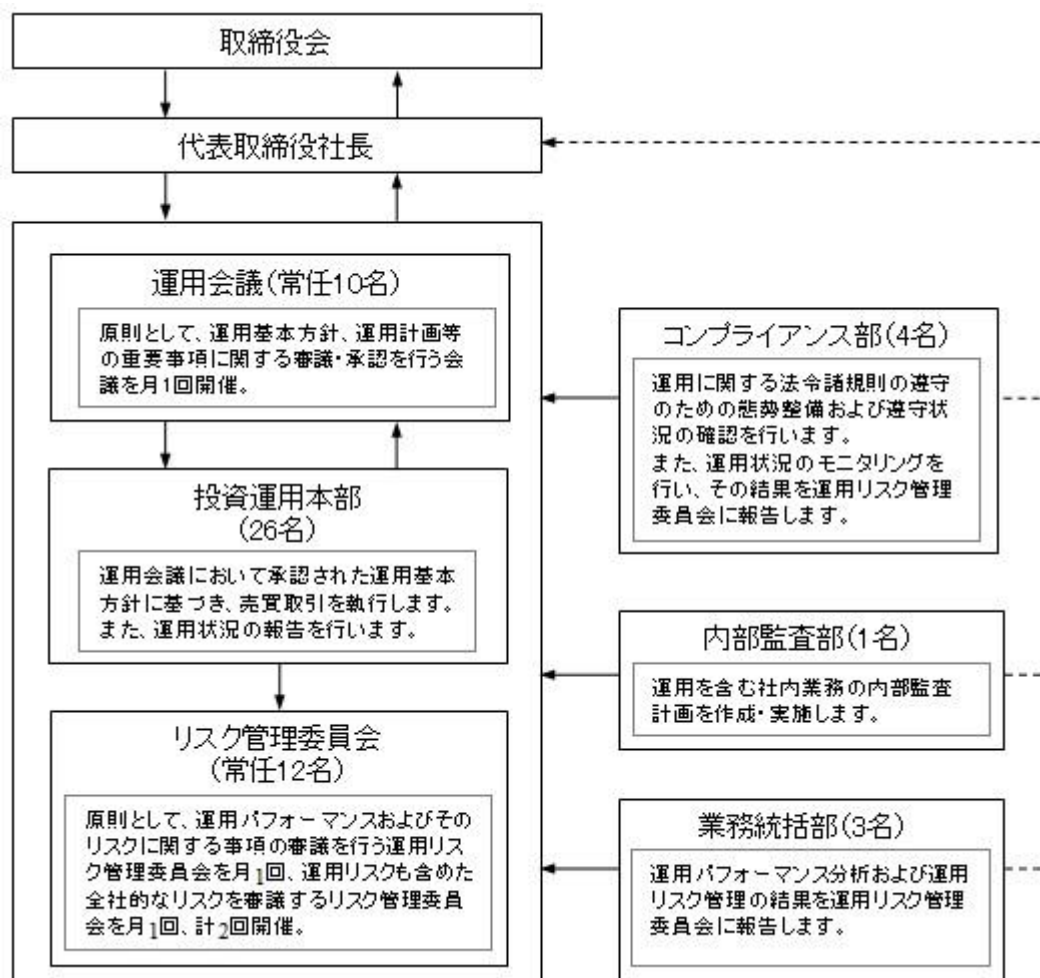 取締役会
代表取締役社長
運用会議(常任10名)
原則として、運用基本方針、運用計画等
の重要事項に関する審議・承認を行う会
議を月1回開催。
投資運用本部
(26名)
運用会議において承認された運用基本
方針に基づき、売買取引を執行します。
また、運用状況の報告を行います。
リスク管理委員会
(常任12名)
原則として、運用パフォーマンスおよびその
リスクに関する事項の審議を行う運用リス
ク管理委員会を月1回、運用リスクも含めた
全社的なリスクを審議するリスク管理委員
会を月1回、計2回開催。
コンプライアンス部(4名)
運用に関する法令諸規則の遵守
のための態勢整備および遵守状
況の確認を行います。
また、運用状況のモニタリングを
行い、その結果を運用リスク管理
委員会に報告します。
内部監査部(1名)
運用を含む社内業務の内部監査
計画を作成・実施します。
業務統括部(3名)
運用パフォーマンス分析および運用
リスク管理の結果を運用リスク管理
委員会に報告します。